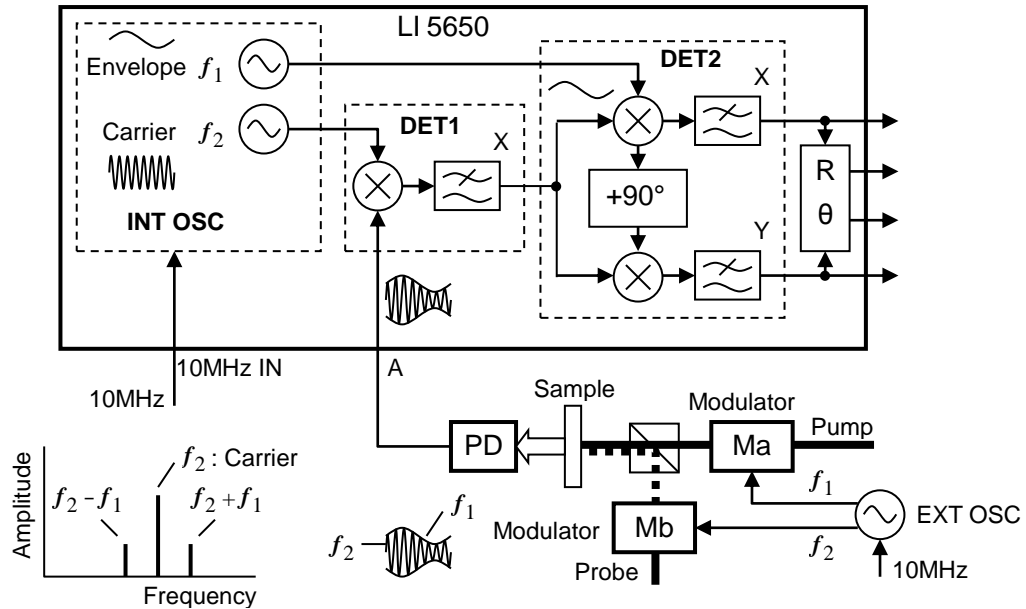 LI 5650
Envelope f1
Carrier f2
INT OSC
DET1
X
DET2
X
+90°
Y
R
θ
10MHz IN
10MHz
A
Sample
Modulator
PD
Ma
Pump
f1
Modulator
Mb
f2
EXT OSC
Probe
10MHz
Amplitude
f2 : Carrier
f2 − f1
f2 + f1
Frequency
f2
f1